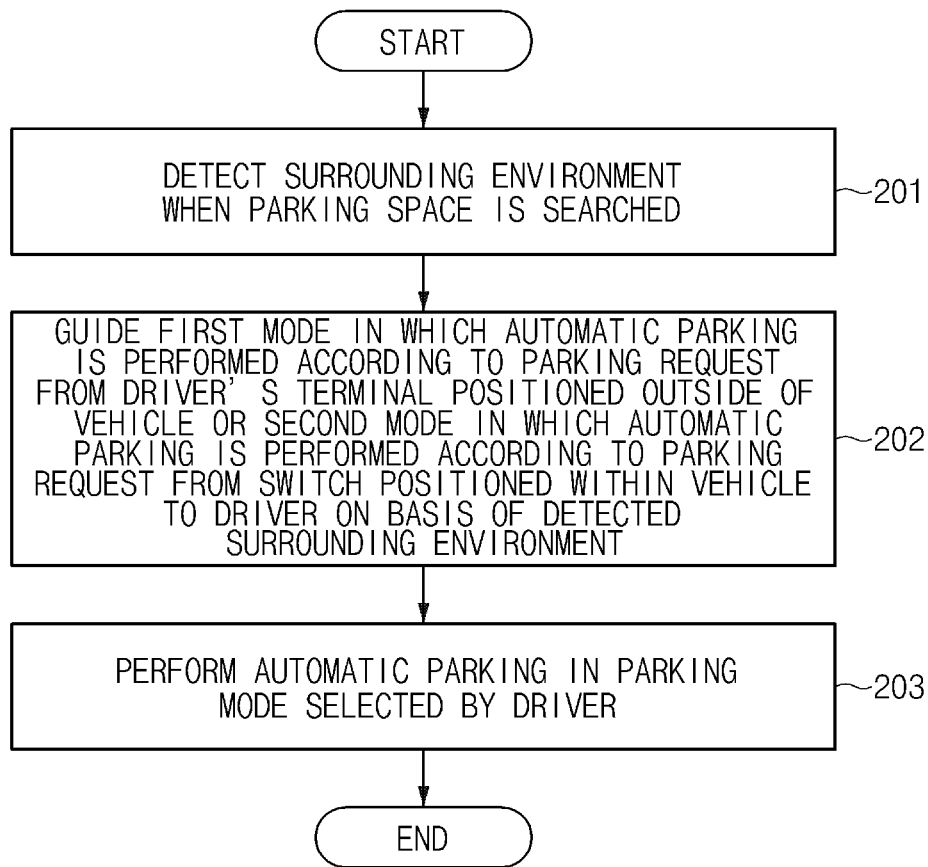 START
DETECT SURROUNDING ENVIRONMENT
WHEN PARKING SPACE IS SEARCHED
201
GUIDE FIRST MODE IN WHICH AUTOMATIC PARKING
IS PERFORMED ACCORDING TO PARKING REQUEST
FROM DRIVER' S TERMINAL POSITIONED OUTSIDE OF
VEHICLE OR SECOND MODE IN WHICH AUTOMATIC
PARKING IS PERFORMED ACCORDING TO PARKING
REQUEST FROM SWITCH POSITIONED WITHIN VEHICLE
TO DRIVER ON BASIS OF DETECTED
SURROUNDING ENVIRONMENT
202
PERFORM AUTOMATIC PARKING IN PARKING
MODE SELECTED BY DRIVER
203
END